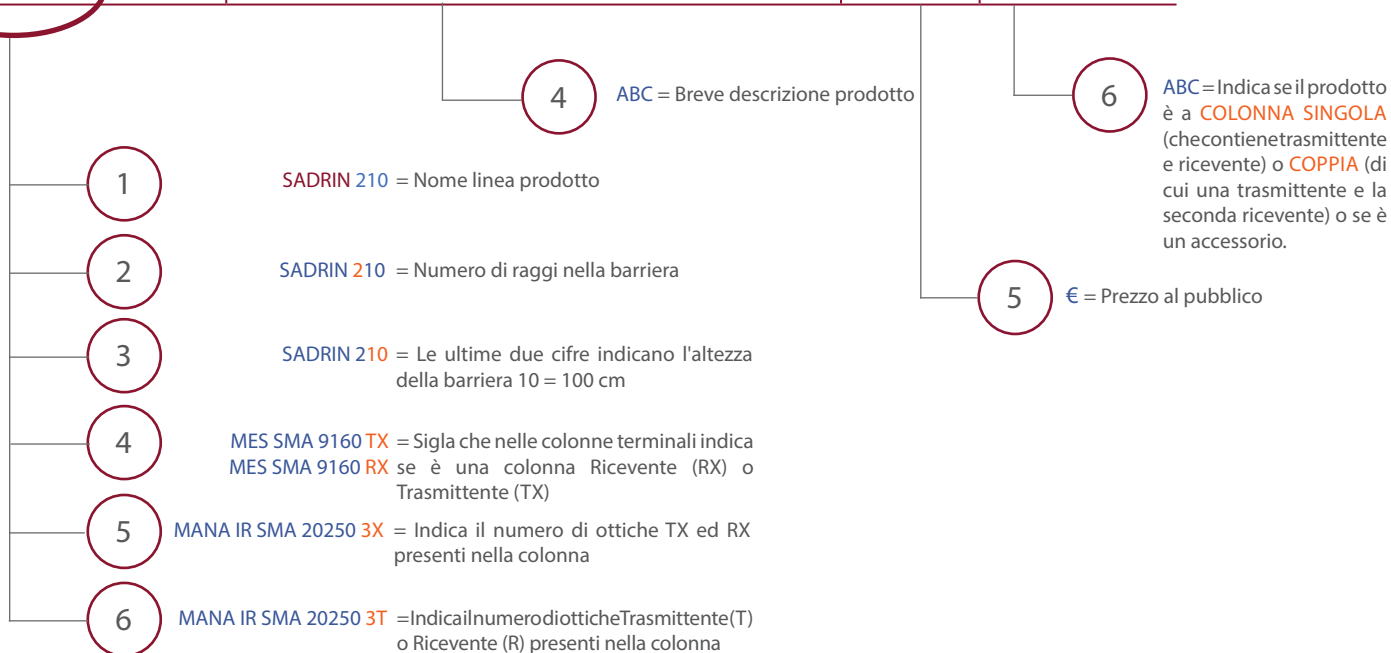 4
ABC = Breve descrizione prodotto
6
ABC = Indica se il prodotto
è a COLONNA SINGOLA
(che contiene trasmittente
e ricevente) o COPPIA (di
cui una trasmittente e la
seconda ricevente) o se è
un accessorio.
1
SADRIN 210 = Nome linea prodotto
2
SADRIN 210 = Numero di raggi nella barriera
5
€ = Prezzo al pubblico
3
SADRIN 210 = Le ultime due cifre indicano l'altezza
della barriera 10 = 100 cm
4
MES SMA 9160 TX = Sigla che nelle colonne terminali indica
MES SMA 9160 RX se è una colonna Ricevente (RX) o
Trasmittente (TX)
5
MANA IR SMA 20250 3X = Indica il numero di ottiche TX ed RX
presenti nella colonna
6
MANA IR SMA 20250 3T = Indica il numero di ottiche Trasmittente (T)
o Ricevente (R) presenti nella colonna